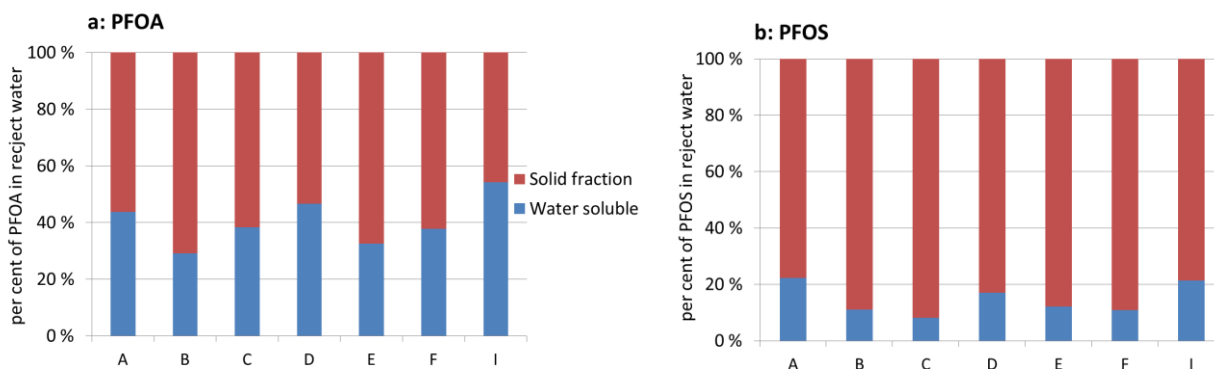 a: PFOA
per cent of PFOA in recject water
100 %
80 %
60 %
40 %
20 %
0 %
A B C D E F I
Solid fraction
Water soluble
b: PFOS
per cent of PFOS in reject water
100 %
80 %
60 %
40 %
20 %
0 %
A B C D E F I